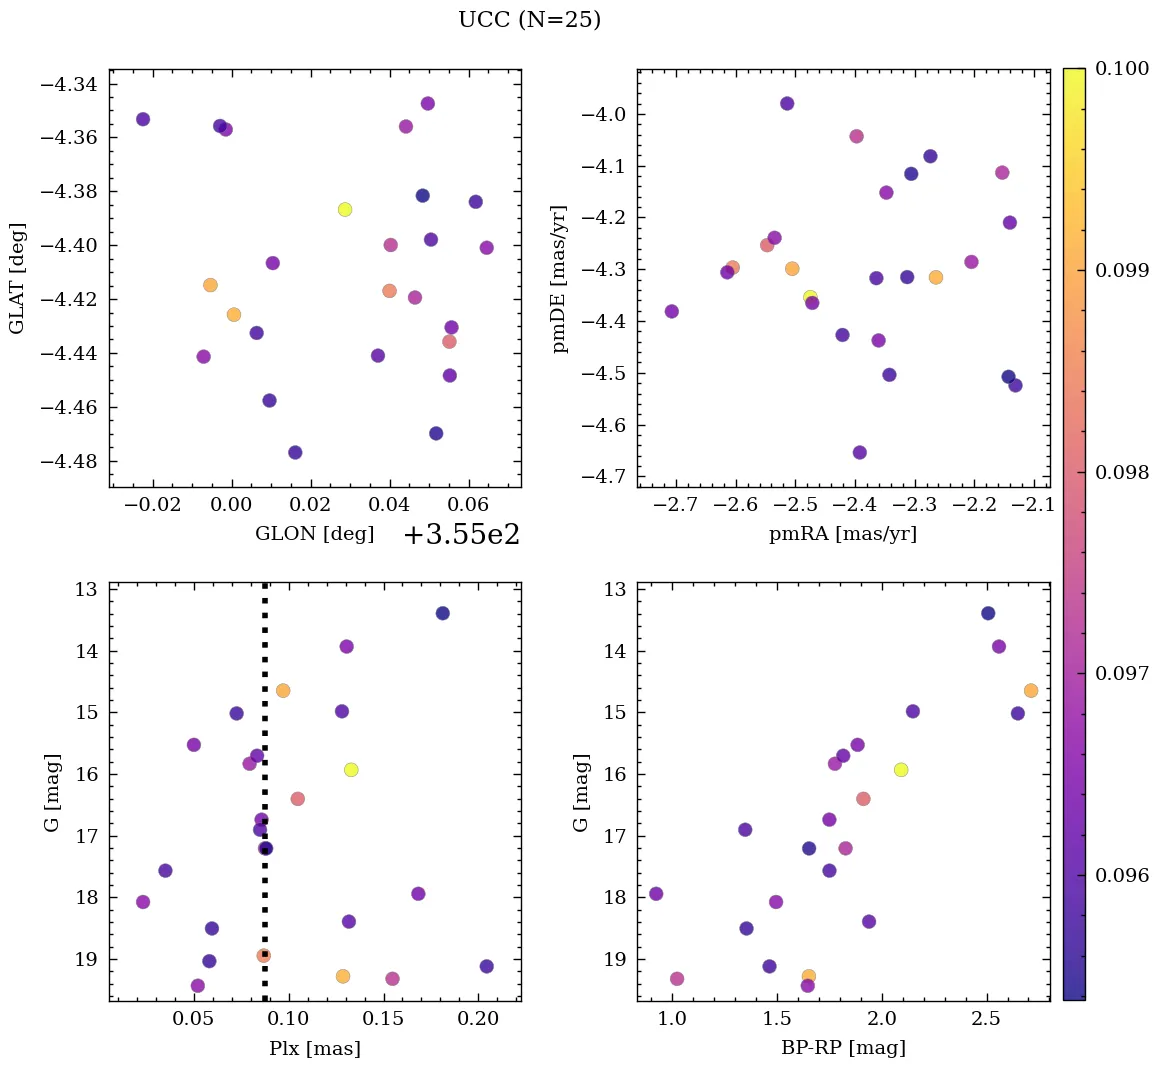 UCC (N=25)
−4.34
−4.36
−4.38
−4.40
−4.42
−4.44
−4.46
−4.48
GLAT [deg]
−0.02 0.00 0.02 0.04 0.06
GLON [deg]
+3.55e2
−4.0
−4.1
−4.2
−4.3
−4.4
−4.5
−4.6
−4.7
pmDE [mas/yr]
−2.7 −2.6 −2.5 −2.4 −2.3 −2.2 −2.1
pmRA [mas/yr]
13
14
15
16
17
18
19
G [mag]
0.05 0.10 0.15 0.20
Plx [mas]
13
14
15
16
17
18
19
G [mag]
1.0 1.5 2.0 2.5
BP-RP [mag]
0.100
0.099
0.098
0.097
0.096